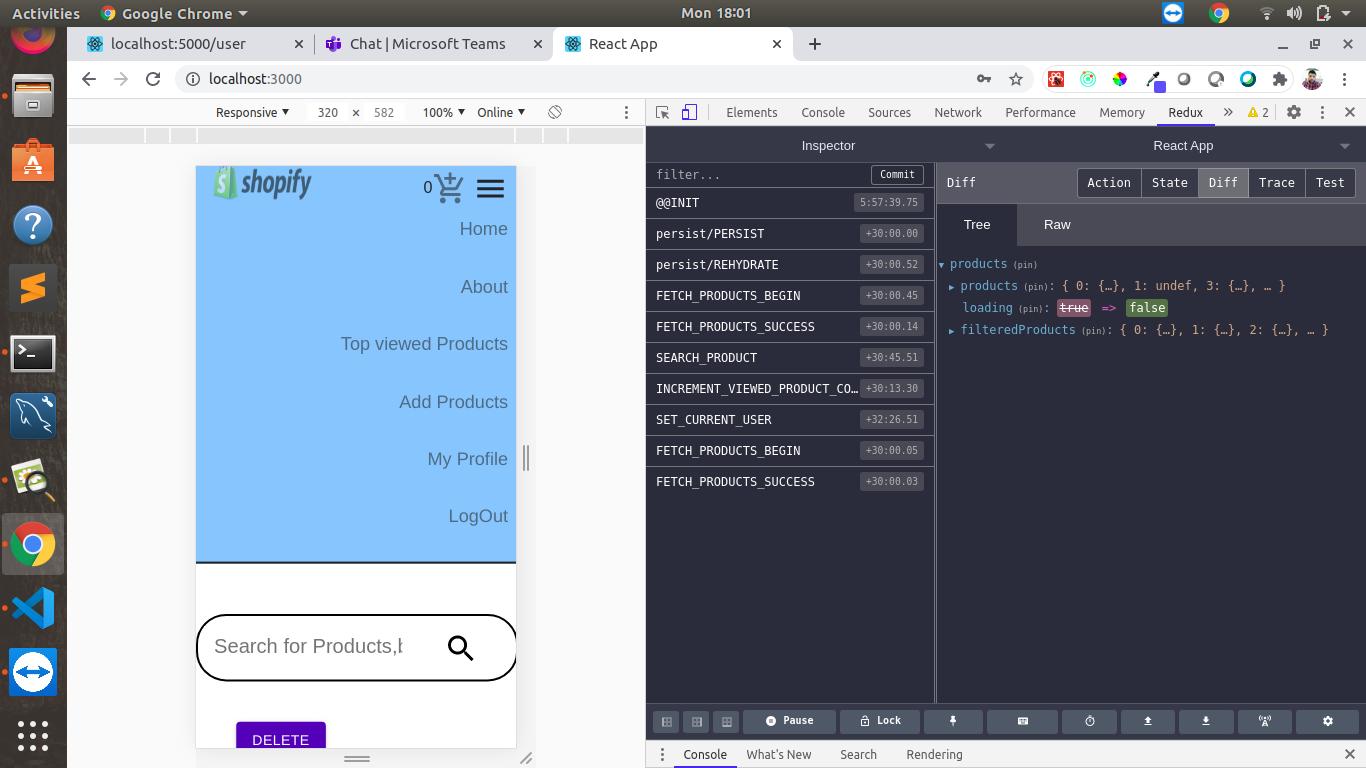 Activities Google Chrome Mon 18:01
localhost:5000/user Chat | Microsoft Teams React App
localhost:3000
Responsive 320 × 582 100% Online
Elements Console Sources Network Performance Memory Redux 2
Inspector React App
filter... Commit
Diff Action State Diff Trace Test
Tree Raw
@@INIT 5:57:39.75
persist/PERSIST +30:00.00
persist/REHYDRATE +30:00.52
FETCH_PRODUCTS_BEGIN +30:00.45
FETCH_PRODUCTS_SUCCESS +30:00.14
SEARCH_PRODUCT +30:45.51
INCREMENT_VIEWED_PRODUCT_CO… +30:13.30
SET_CURRENT_USER +32:26.51
FETCH_PRODUCTS_BEGIN +30:00.05
FETCH_PRODUCTS_SUCCESS +30:00.03
products (pin)
products (pin): { 0: {…}, 1: undef, 3: {…}, … }
loading (pin): true => false
filteredProducts (pin): { 0: {…}, 1: {…}, 2: {…}, … }
shopify 0
Home
About
Top viewed Products
Add Products
My Profile
LogOut
Search for Products,b
DELETE
Pause Lock
Console What's New Search Rendering